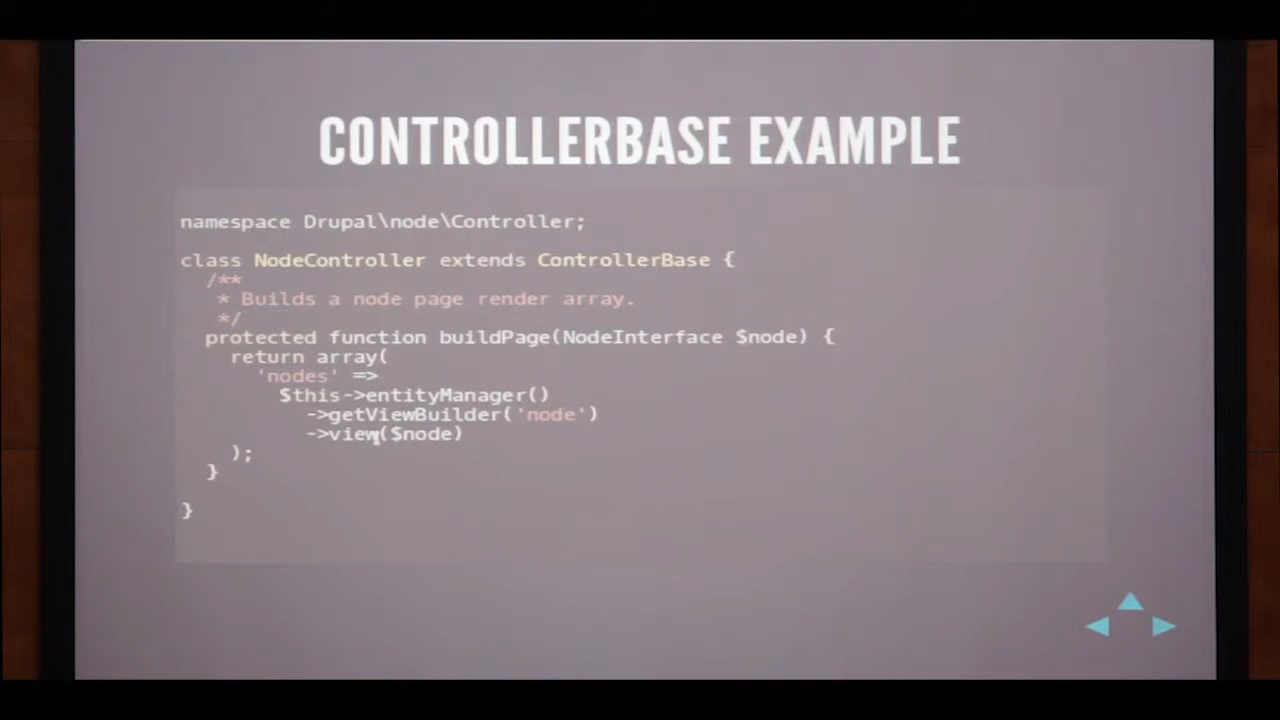 CONTROLLERBASE EXAMPLE
namespace Drupal\node\Controller;
class NodeController extends ControllerBase {
/**
* Builds a node page render array.
*/
protected function buildPage(NodeInterface $node) {
return array(
'nodes' =>
$this->entityManager()
->getViewBuilder('node')
->view($node)
);
}
}